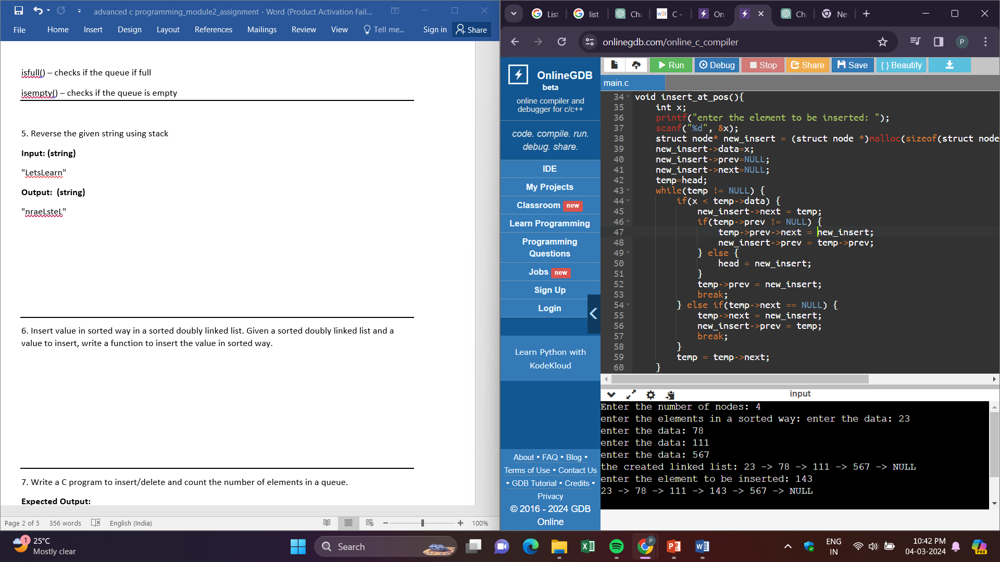 advanced c programming_module2_assignment - Word (Product Activation Fail...
File Home Insert Design Layout References Mailings Review View Tell me... Sign in Share
isfull() – checks if the queue if full
isempty() – checks if the queue is empty
5. Reverse the given string using stack
Input: (string)
"LetsLearn"
Output:  (string)
"nraeLsteL"
6. Insert value in sorted way in a sorted doubly linked list. Given a sorted doubly linked list and a
value to insert, write a function to insert the value in sorted way.
7. Write a C program to insert/delete and count the number of elements in a queue.
Expected Output:
Page 2 of 5 356 words English (India) 100%
List list Ch w3r C - On Ch Ne
onlinegdb.com/online_c_compiler P
OnlineGDB
beta
online compiler and
debugger for c/c++
code. compile. run.
debug. share.
IDE
My Projects
Classroom new
Learn Programming
Programming
Questions
Jobs new
Sign Up
Login
Learn Python with
KodeKloud
About • FAQ • Blog •
Terms of Use • Contact Us
• GDB Tutorial • Credits •
Privacy
© 2016 - 2024 GDB
Online
Run Debug Stop Share Save { } Beautify
main.c
34 void insert_at_pos(){
35     int x;
36     printf("enter the element to be inserted: ");
37     scanf("%d", &x);
38     struct node* new_insert = (struct node *)malloc(sizeof(struct node
39     new_insert->data=x;
40     new_insert->prev=NULL;
41     new_insert->next=NULL;
42     temp=head;
43     while(temp != NULL) {
44         if(x < temp->data) {
45             new_insert->next = temp;
46             if(temp->prev != NULL) {
47                 temp->prev->next = new_insert;
48                 new_insert->prev = temp->prev;
49             } else {
50                 head = new_insert;
51             }
52             temp->prev = new_insert;
53             break;
54         } else if(temp->next == NULL) {
55             temp->next = new_insert;
56             new_insert->prev = temp;
57             break;
58         }
59         temp = temp->next;
60     }
input
Enter the number of nodes: 4
enter the elements in a sorted way: enter the data: 23
enter the data: 78
enter the data: 111
enter the data: 567
the created linked list: 23 -> 78 -> 111 -> 567 -> NULL
enter the element to be inserted: 143
23 -> 78 -> 111 -> 143 -> 567 -> NULL
1 25°C
Mostly clear
Search
P
ENG
IN
10:42 PM
04-03-2024
PRE